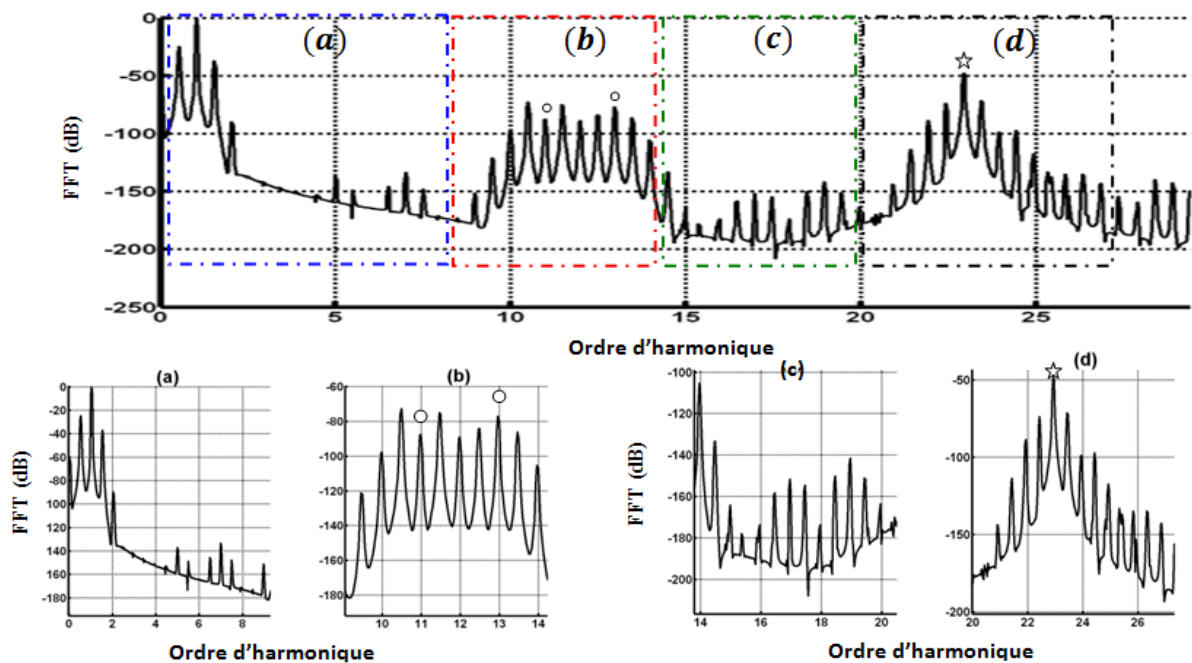 0
-50
-100
-150
-200
-250
FFT (dB)
(a) (b) (c) (d)
0 5 10 15 20 25
Ordre d'harmonique
(a)
0
-20
-40
-60
-80
100
-120
-140
-160
-180
FFT (dB)
0 2 4 6 8
Ordre d'harmonique
(b)
-60
-80
-100
-120
-140
-160
-180
10 11 12 13 14
(c)
-100
-120
-140
-160
-180
-200
FFT (dB)
14 16 18 20
(d)
-50
-100
-150
-200
20 22 24 26
Ordre d'harmonique